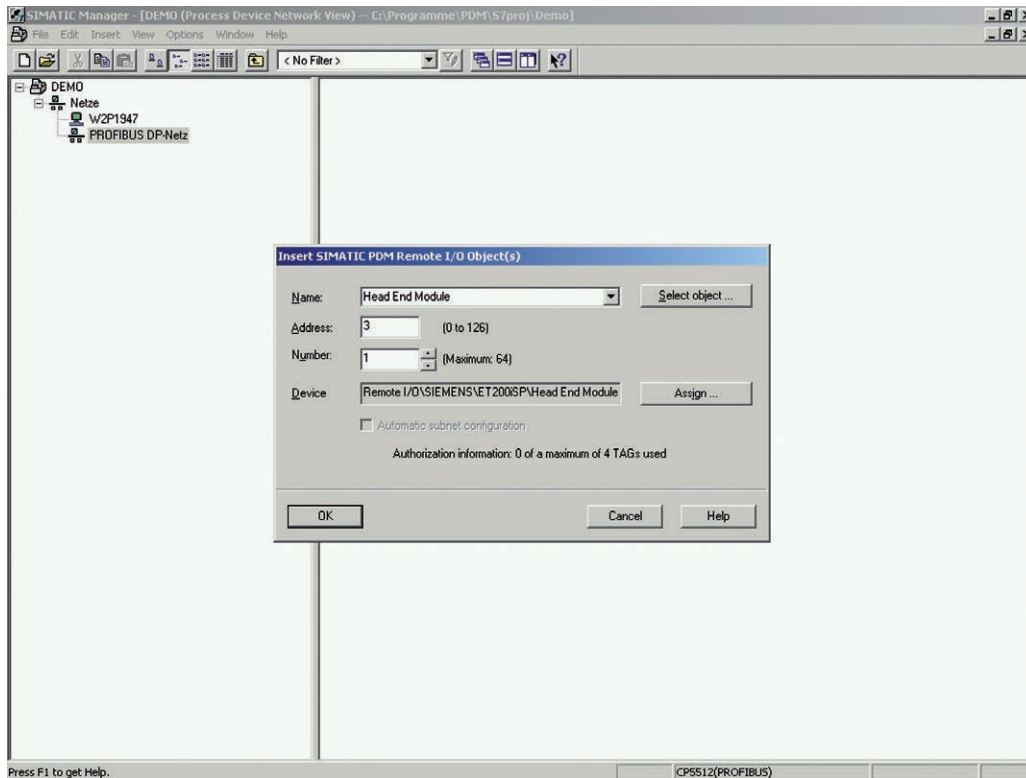 SIMATIC Manager - [DEMO (Process Device Network View) -- C:\Programme\PDM\S7proj\Demo]
File Edit Insert View Options Window Help
< No Filter >
DEMO
Netze
W2P1947
PROFIBUS DP-Netz
Insert SIMATIC PDM Remote I/O Object(s)
Name: Head End Module Select object ...
Address: 3 (0 to 126)
Number: 1 (Maximum: 64)
Device Remote I/O\SIEMENS\ET200iSP\Head End Module Assign ...
Automatic subnet configuration
Authorization information: 0 of a maximum of 4 TAGs used
OK Cancel Help
Press F1 to get Help. CP5512(PROFIBUS)